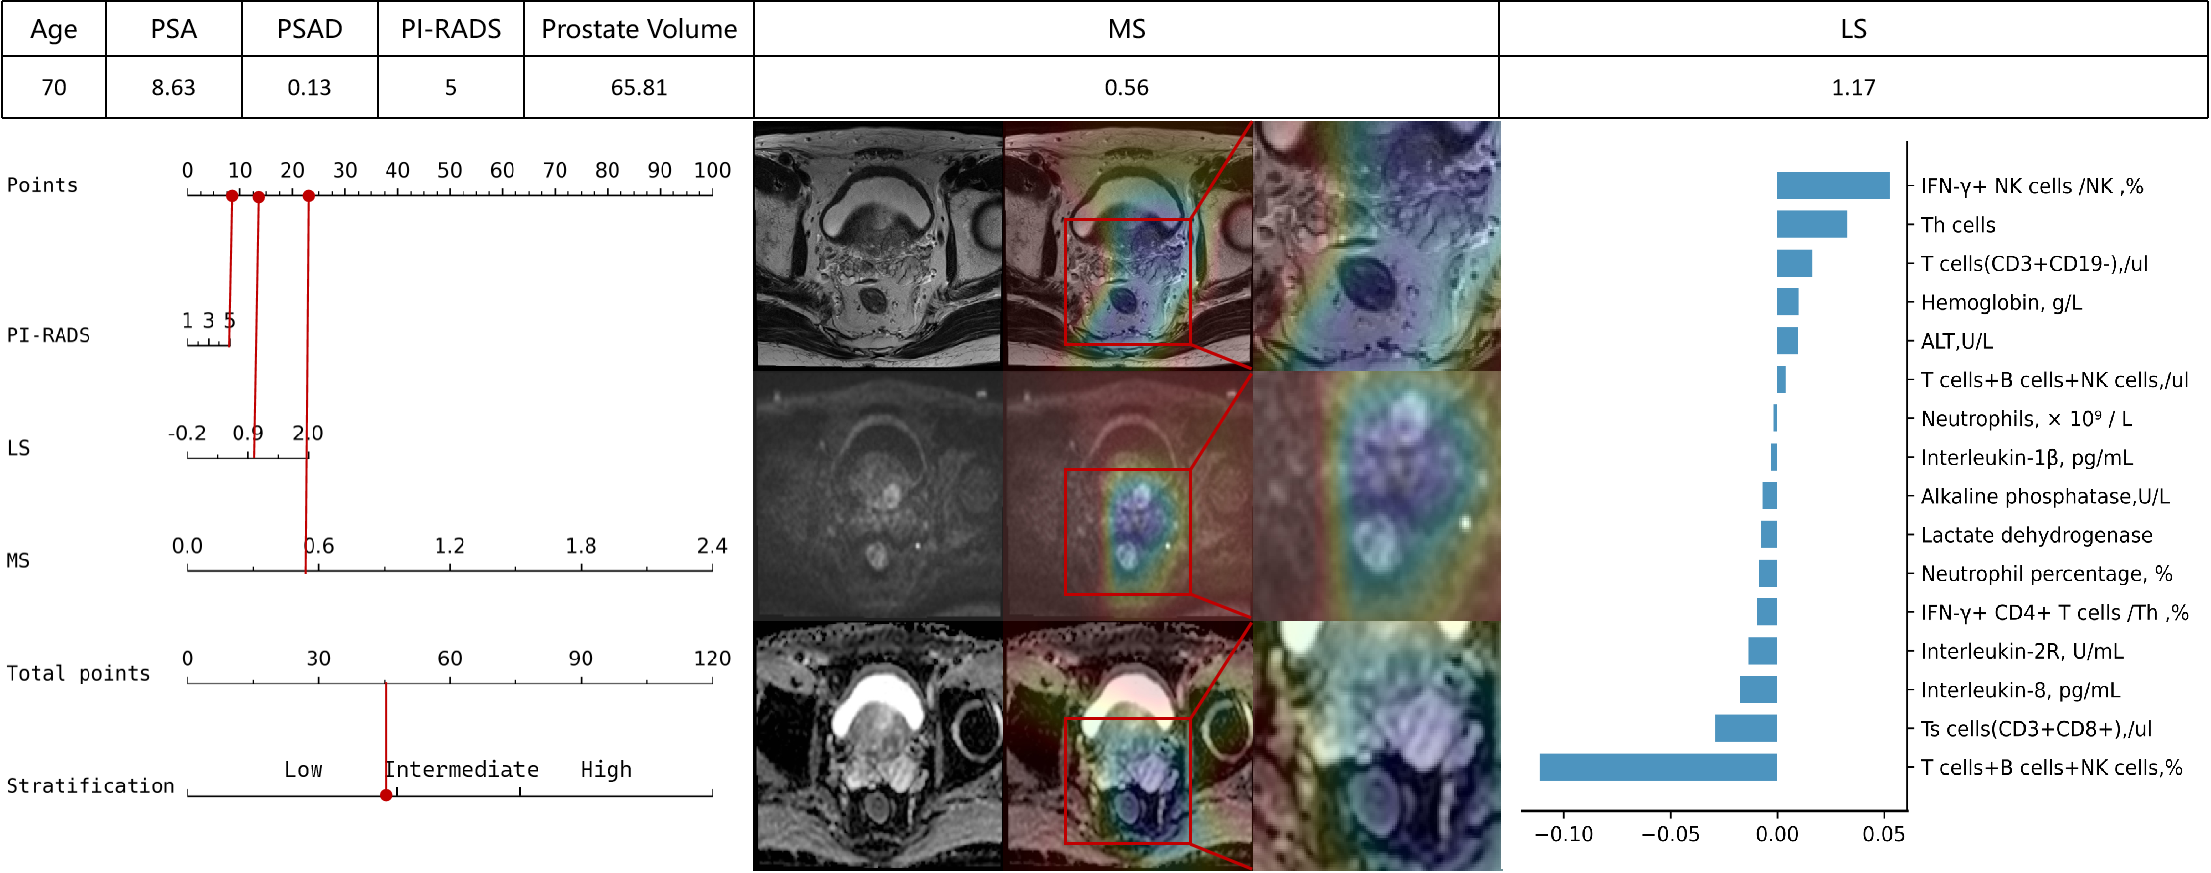 Age PSA PSAD PI-RADS Prostate Volume MS LS
70 8.63 0.13 5 65.81 0.56 1.17
Points 0 10 20 30 40 50 60 70 80 90 100
PI-RADS 1 3 5
LS -0.2 0.9 2.0
MS 0.0 0.6 1.2 1.8 2.4
Total points 0 30 60 90 120
Stratification Low Intermediate High
IFN-γ+ NK cells /NK ,%
Th cells
T cells(CD3+CD19-),/ul
Hemoglobin, g/L
ALT,U/L
T cells+B cells+NK cells,/ul
Neutrophils, × 10⁹ / L
Interleukin-1β, pg/mL
Alkaline phosphatase,U/L
Lactate dehydrogenase
Neutrophil percentage, %
IFN-γ+ CD4+ T cells /Th ,%
Interleukin-2R, U/mL
Interleukin-8, pg/mL
Ts cells(CD3+CD8+),/ul
T cells+B cells+NK cells,%
−0.10 −0.05 0.00 0.05